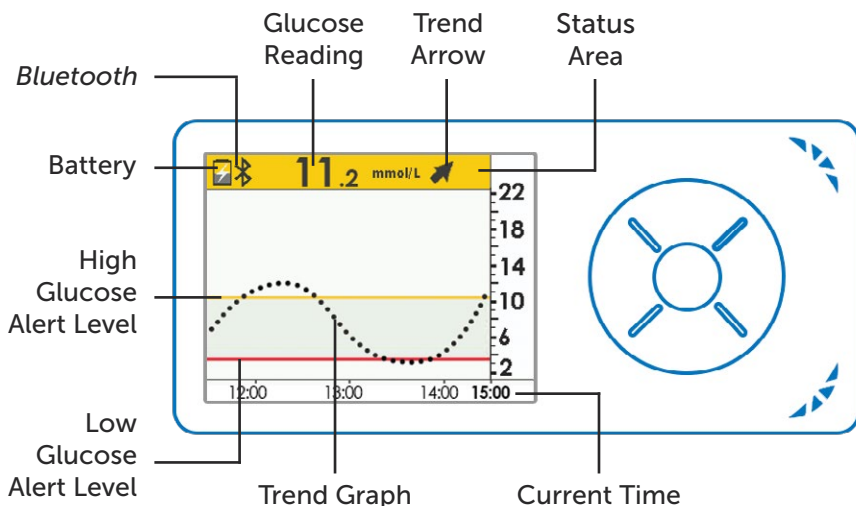 Glucose
Reading
Trend
Arrow
Status
Area
Bluetooth
Battery
11.2 mmol/L
22
18
14
10
6
2
High
Glucose
Alert Level
12:00 13:00 14:00 15:00
Low
Glucose
Alert Level
Trend Graph
Current Time